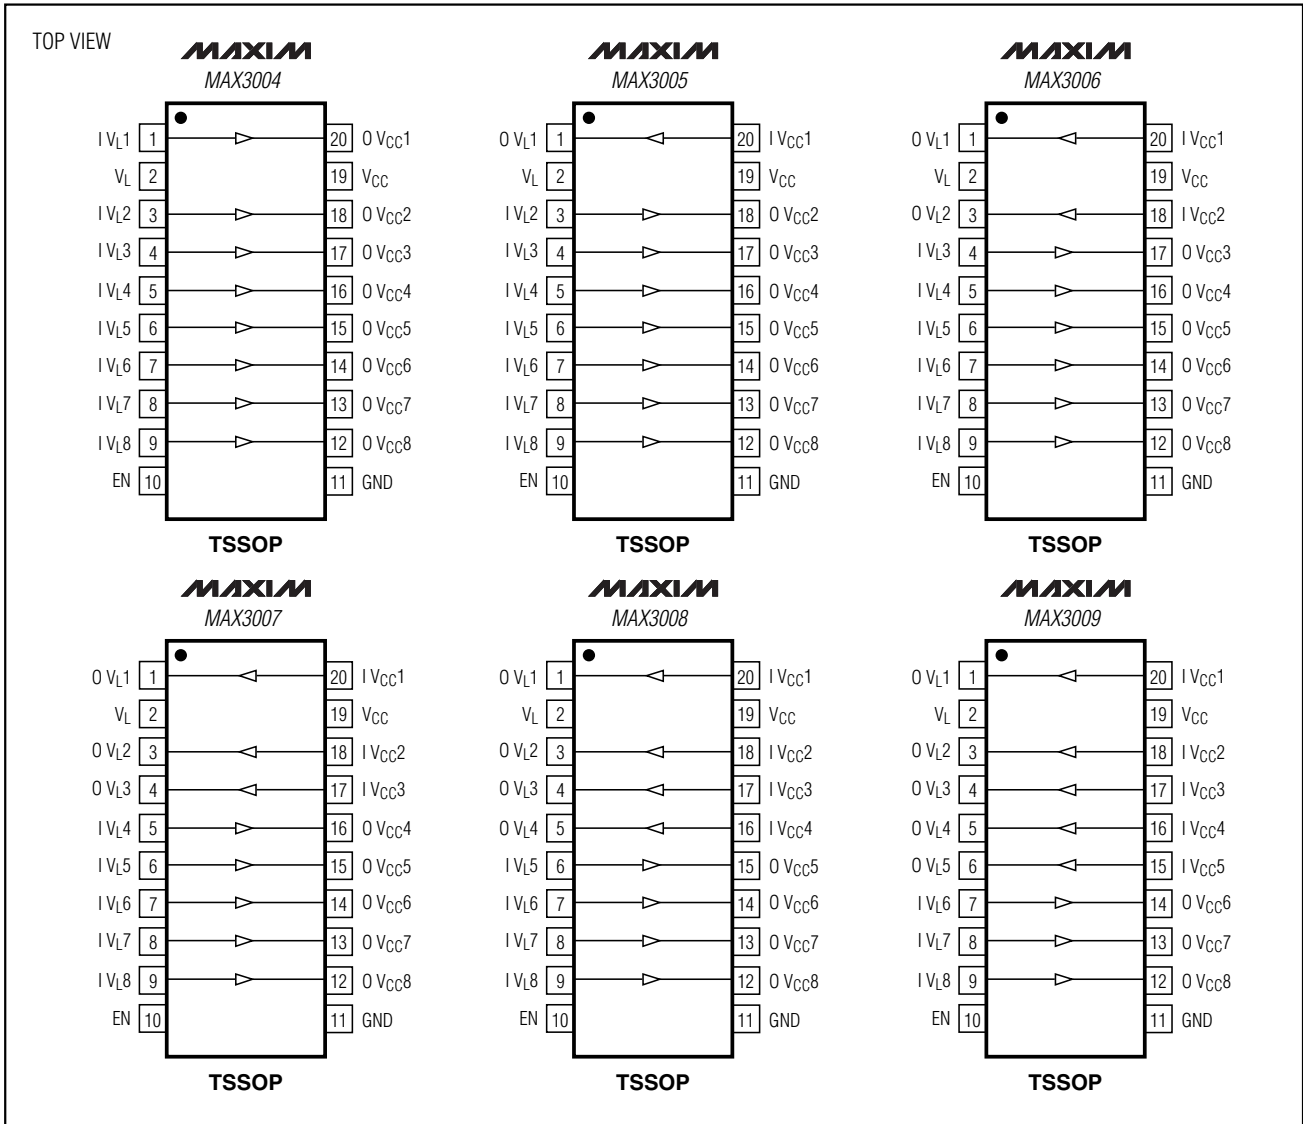 TOP VIEW
MAXIM MAXIM MAXIM
MAX3004 MAX3005 MAX3006
I VL1 1 20 O VCC1 O VL1 1 20 I VCC1 O VL1 1 20 I VCC1
VL 2 19 VCC VL 2 19 VCC VL 2 19 VCC
I VL2 3 18 O VCC2 I VL2 3 18 O VCC2 O VL2 3 18 I VCC2
I VL3 4 17 O VCC3 I VL3 4 17 O VCC3 I VL3 4 17 O VCC3
I VL4 5 16 O VCC4 I VL4 5 16 O VCC4 I VL4 5 16 O VCC4
I VL5 6 15 O VCC5 I VL5 6 15 O VCC5 I VL5 6 15 O VCC5
I VL6 7 14 O VCC6 I VL6 7 14 O VCC6 I VL6 7 14 O VCC6
I VL7 8 13 O VCC7 I VL7 8 13 O VCC7 I VL7 8 13 O VCC7
I VL8 9 12 O VCC8 I VL8 9 12 O VCC8 I VL8 9 12 O VCC8
EN 10 11 GND EN 10 11 GND EN 10 11 GND
TSSOP TSSOP TSSOP
MAXIM MAXIM MAXIM
MAX3007 MAX3008 MAX3009
O VL1 1 20 I VCC1 O VL1 1 20 I VCC1 O VL1 1 20 I VCC1
VL 2 19 VCC VL 2 19 VCC VL 2 19 VCC
O VL2 3 18 I VCC2 O VL2 3 18 I VCC2 O VL2 3 18 I VCC2
O VL3 4 17 I VCC3 O VL3 4 17 I VCC3 O VL3 4 17 I VCC3
I VL4 5 16 O VCC4 O VL4 5 16 I VCC4 O VL4 5 16 I VCC4
I VL5 6 15 O VCC5 I VL5 6 15 O VCC5 O VL5 6 15 I VCC5
I VL6 7 14 O VCC6 I VL6 7 14 O VCC6 I VL6 7 14 O VCC6
I VL7 8 13 O VCC7 I VL7 8 13 O VCC7 I VL7 8 13 O VCC7
I VL8 9 12 O VCC8 I VL8 9 12 O VCC8 I VL8 9 12 O VCC8
EN 10 11 GND EN 10 11 GND EN 10 11 GND
TSSOP TSSOP TSSOP